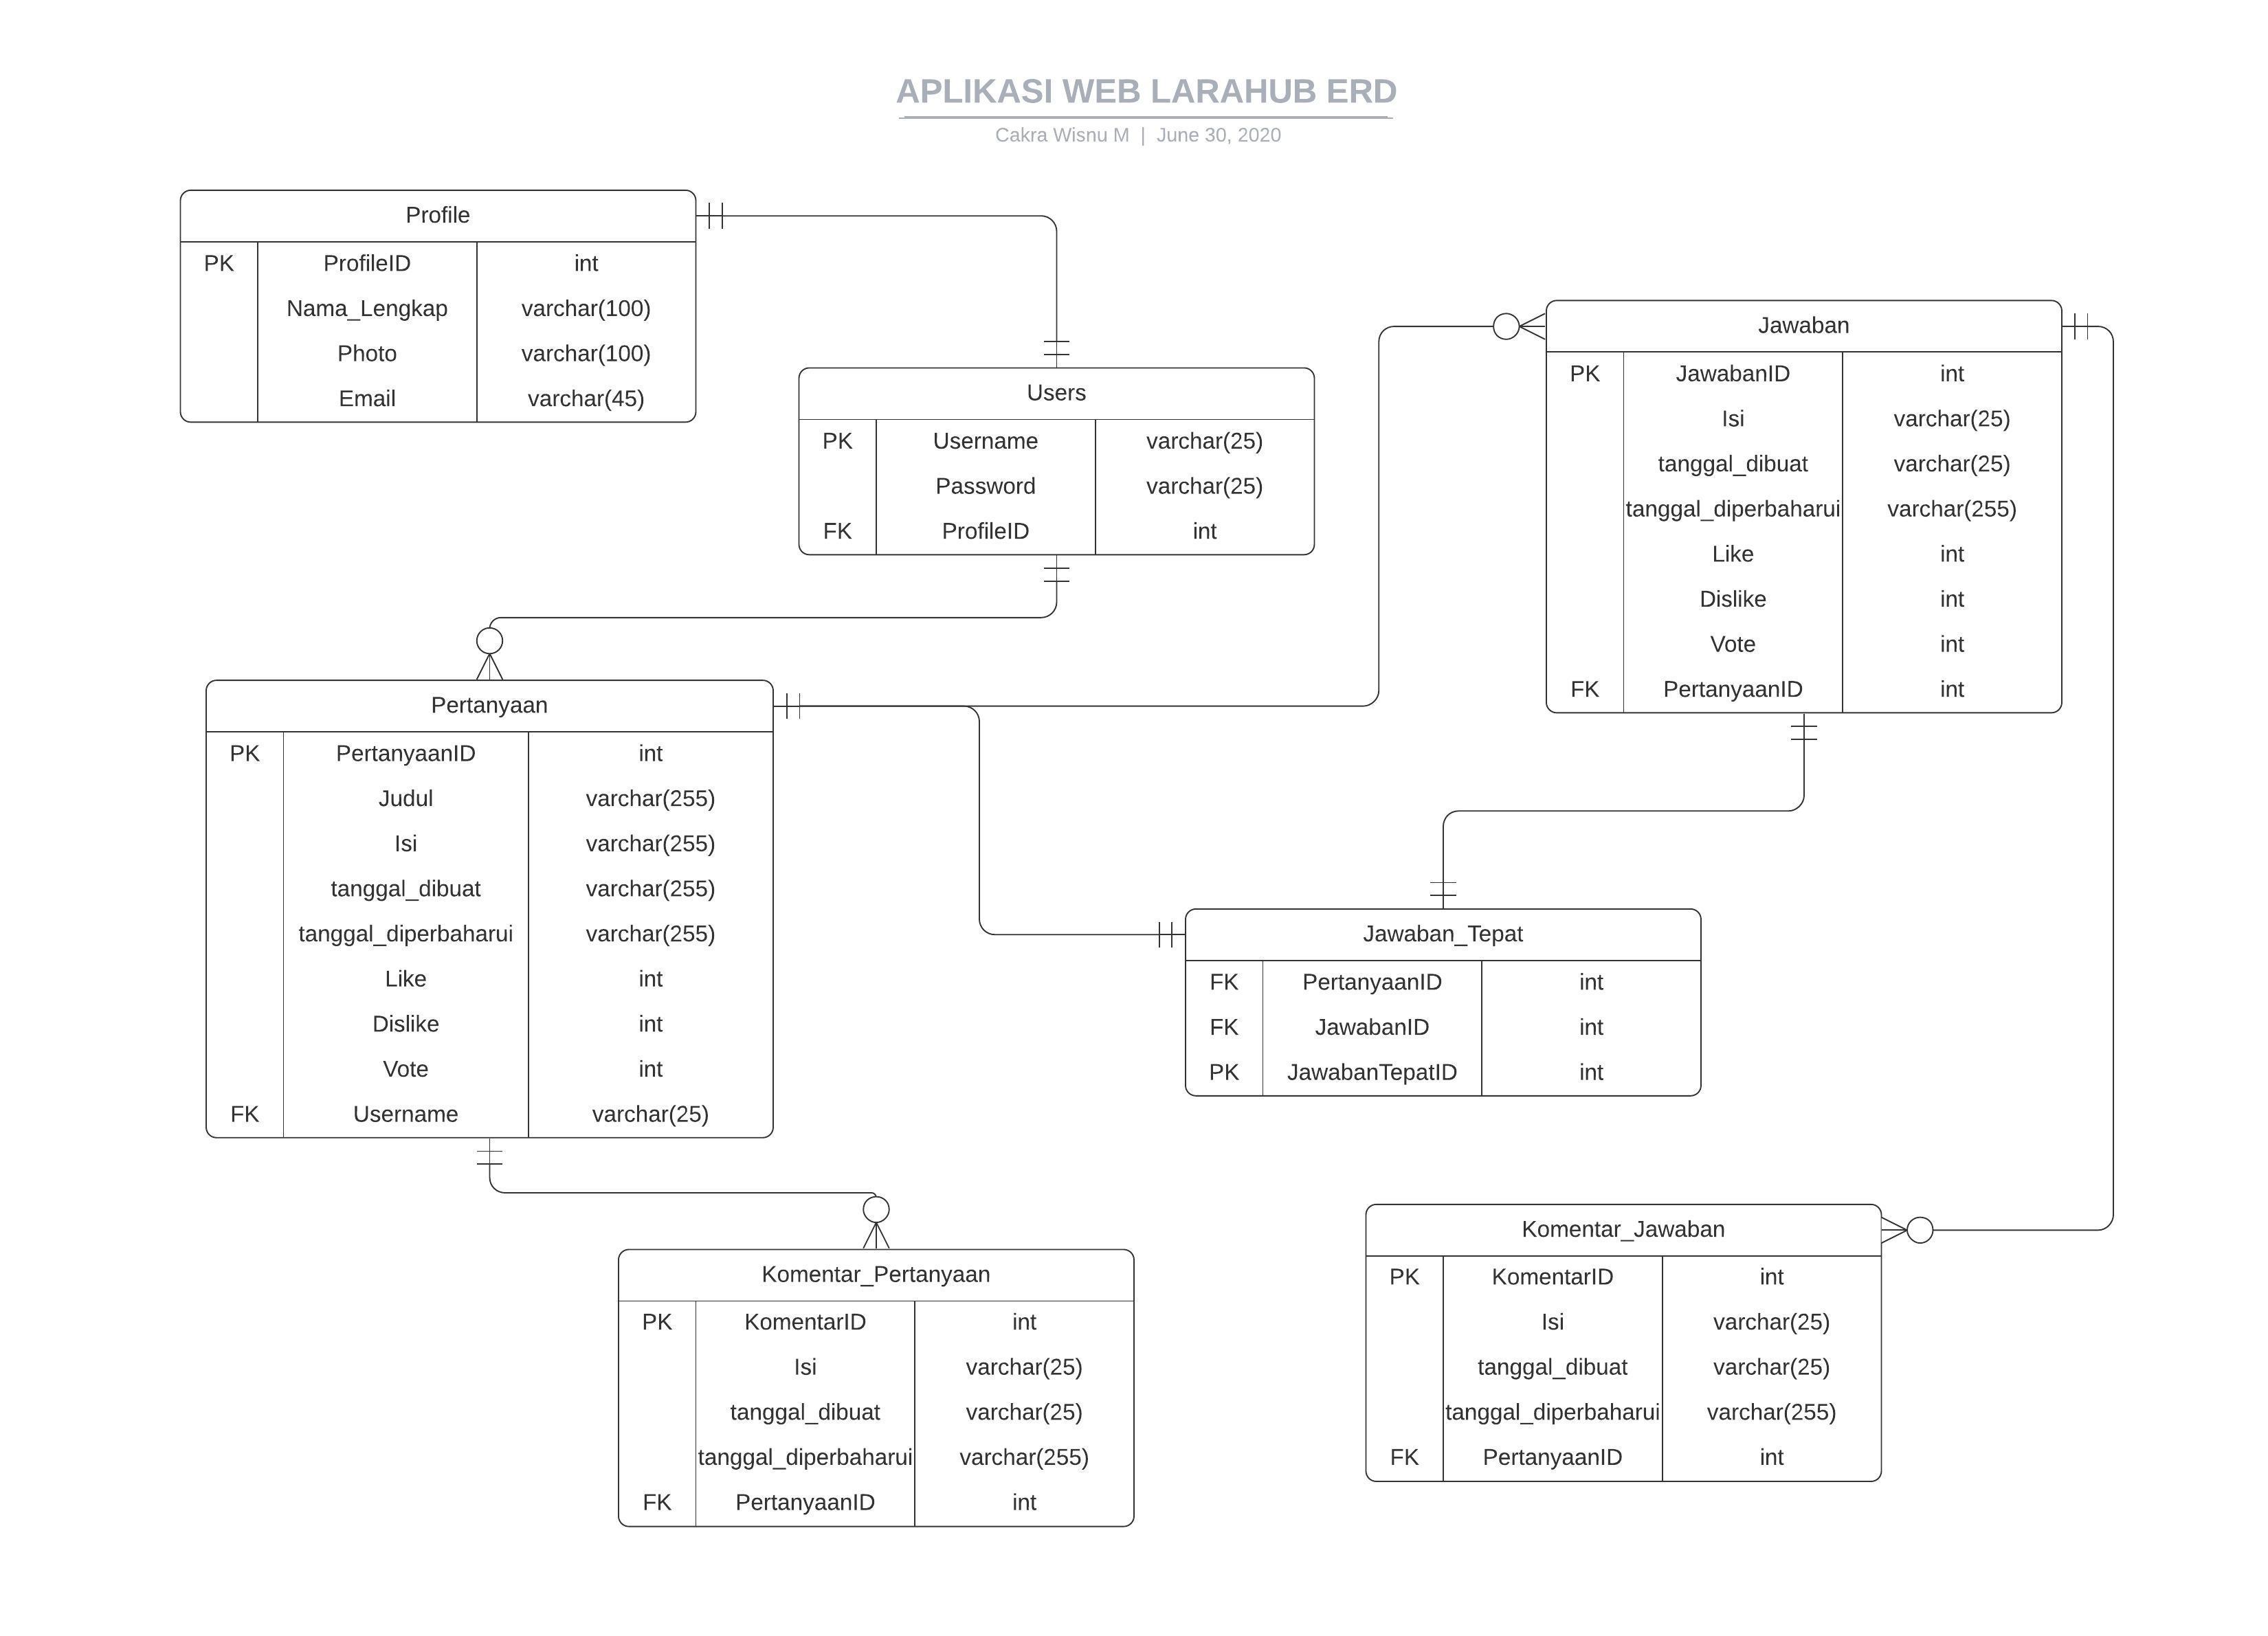 APLIKASI WEB LARAHUB ERD
Cakra Wisnu M | June 30, 2020
Profile
PK ProfileID int
Nama_Lengkap varchar(100)
Photo varchar(100)
Email varchar(45)
Users
PK Username varchar(25)
Password varchar(25)
FK ProfileID int
Jawaban
PK JawabanID int
Isi varchar(25)
tanggal_dibuat varchar(25)
tanggal_diperbaharui varchar(255)
Like int
Dislike int
Vote int
FK PertanyaanID int
Pertanyaan
PK PertanyaanID int
Judul varchar(255)
Isi varchar(255)
tanggal_dibuat varchar(255)
tanggal_diperbaharui varchar(255)
Like int
Dislike int
Vote int
FK Username varchar(25)
Jawaban_Tepat
FK PertanyaanID int
FK JawabanID int
PK JawabanTepatID int
Komentar_Pertanyaan
PK KomentarID int
Isi varchar(25)
tanggal_dibuat varchar(25)
tanggal_diperbaharui varchar(255)
FK PertanyaanID int
Komentar_Jawaban
PK KomentarID int
Isi varchar(25)
tanggal_dibuat varchar(25)
tanggal_diperbaharui varchar(255)
FK PertanyaanID int